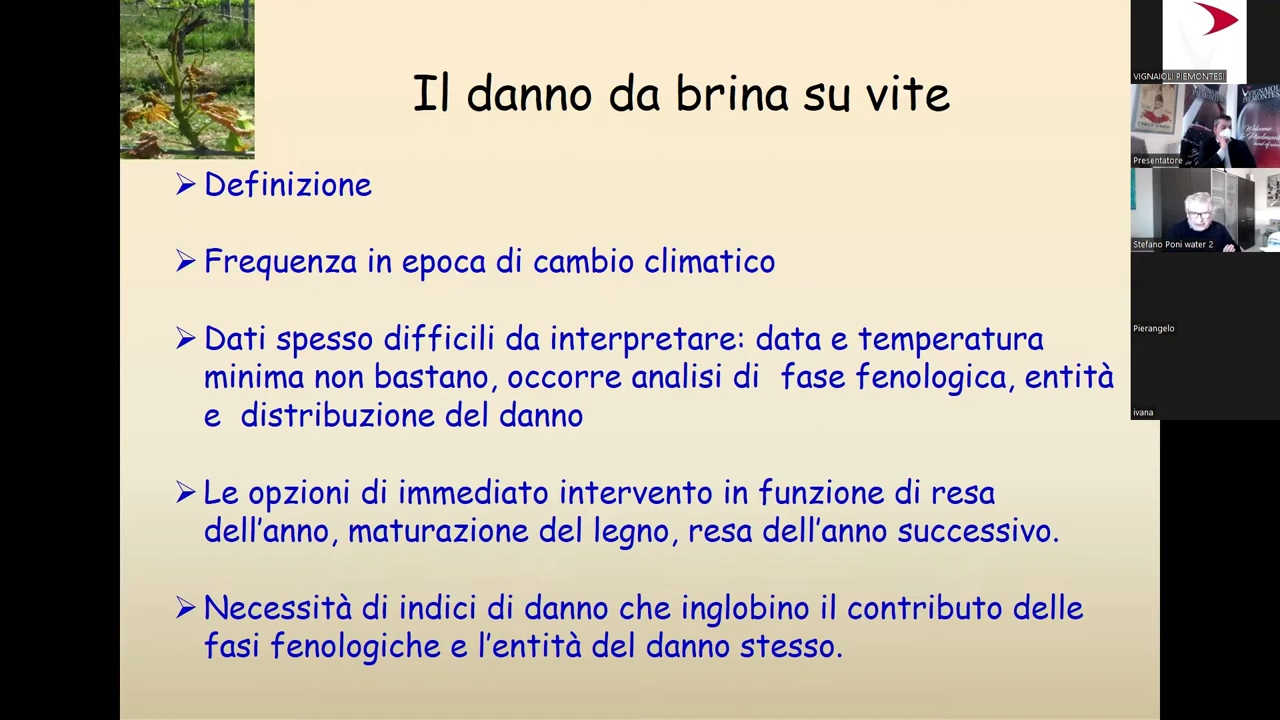 Il danno da brina su vite
➢ Definizione
➢ Frequenza in epoca di cambio climatico
➢ Dati spesso difficili da interpretare: data e temperatura
minima non bastano, occorre analisi di fase fenologica, entità
e distribuzione del danno
➢ Le opzioni di immediato intervento in funzione di resa
dell'anno, maturazione del legno, resa dell'anno successivo.
➢ Necessità di indici di danno che inglobino il contributo delle
fasi fenologiche e l'entità del danno stesso.
VIGNAIOLI PIEMONTESI
Presentatore
Stefano Poni water 2
Pierangelo
ivana